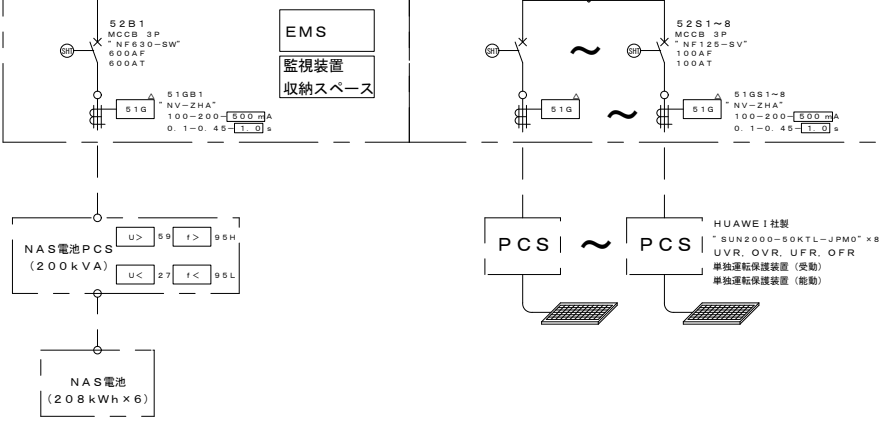 52B1
MCCB 3P
"NF630-SW"
600AF
600AT
SHT
EMS
監視装置
収納スペース
SHT
～
SHT
52S1~8
MCCB 3P
"NF125-SV"
100AF
100AT
51G
△
51GB1
"NV-ZHA"
100-200-500mA
0.1-0.45-1.0s
51G
△
～
51G
△
51GS1~8
"NV-ZHA"
100-200-500mA
0.1-0.45-1.0s
NAS電池PCS
(200kVA)
U> 59 f> 95H
U< 27 f< 95L
PCS ～ PCS
HUAWEI社製
"SUN2000-50KTL-JPM0"×8
UVR, OVR, UFR, OFR
単独運転保護装置（受動）
単独運転保護装置（能動）
NAS電池
(208kWh×6)